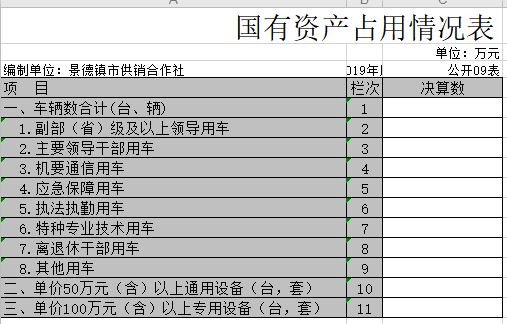 A B C
国有资产占用情况表
单位：万元
编制单位：景德镇市供销合作社 019年 公开09表
项 目 栏次 决算数
一、车辆数合计(台、辆) 1
1.副部（省）级及以上领导用车 2
2.主要领导干部用车 3
3.机要通信用车 4
4.应急保障用车 5
5.执法执勤用车 6
6.特种专业技术用车 7
7.离退休干部用车 8
8.其他用车 9
二、单价50万元（含）以上通用设备（台，套） 10
三、单价100万元（含）以上专用设备（台，套） 11